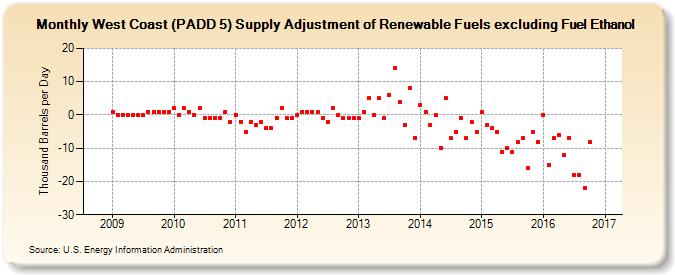 Monthly West Coast (PADD 5) Supply Adjustment of Renewable Fuels excluding Fuel Ethanol
Thousand Barrels per Day
20
10
0
-10
-20
-30
2009 2010 2011 2012 2013 2014 2015 2016 2017
Source: U.S. Energy Information Administration